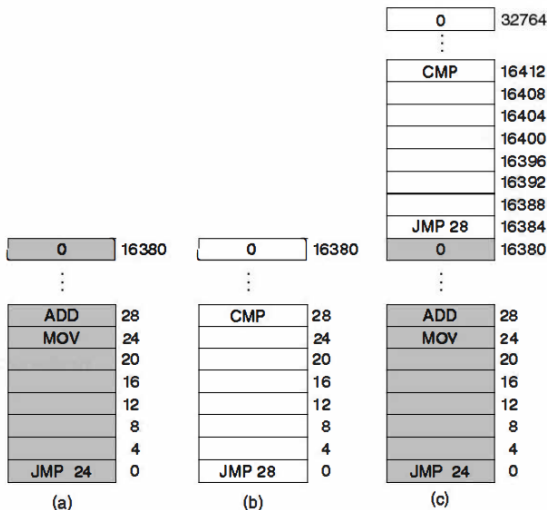 0 32764
CMP 16412
16408
16404
16400
16396
16392
16388
JMP 28 16384
0 16380
0 16380
0 16380
ADD 28
MOV 24
20
16
12
8
4
JMP 24 0
(a)
CMP 28
24
20
16
12
8
4
JMP 28 0
(b)
ADD 28
MOV 24
20
16
12
8
4
JMP 24 0
(c)